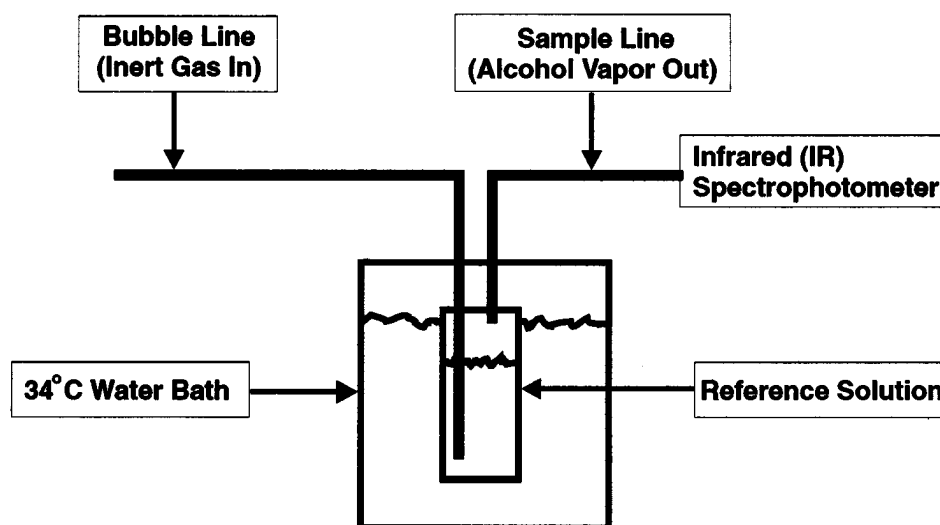 Bubble Line
(Inert Gas In)
Sample Line
(Alcohol Vapor Out)
Infrared (IR)
Spectrophotometer
34°C Water Bath
Reference Solution